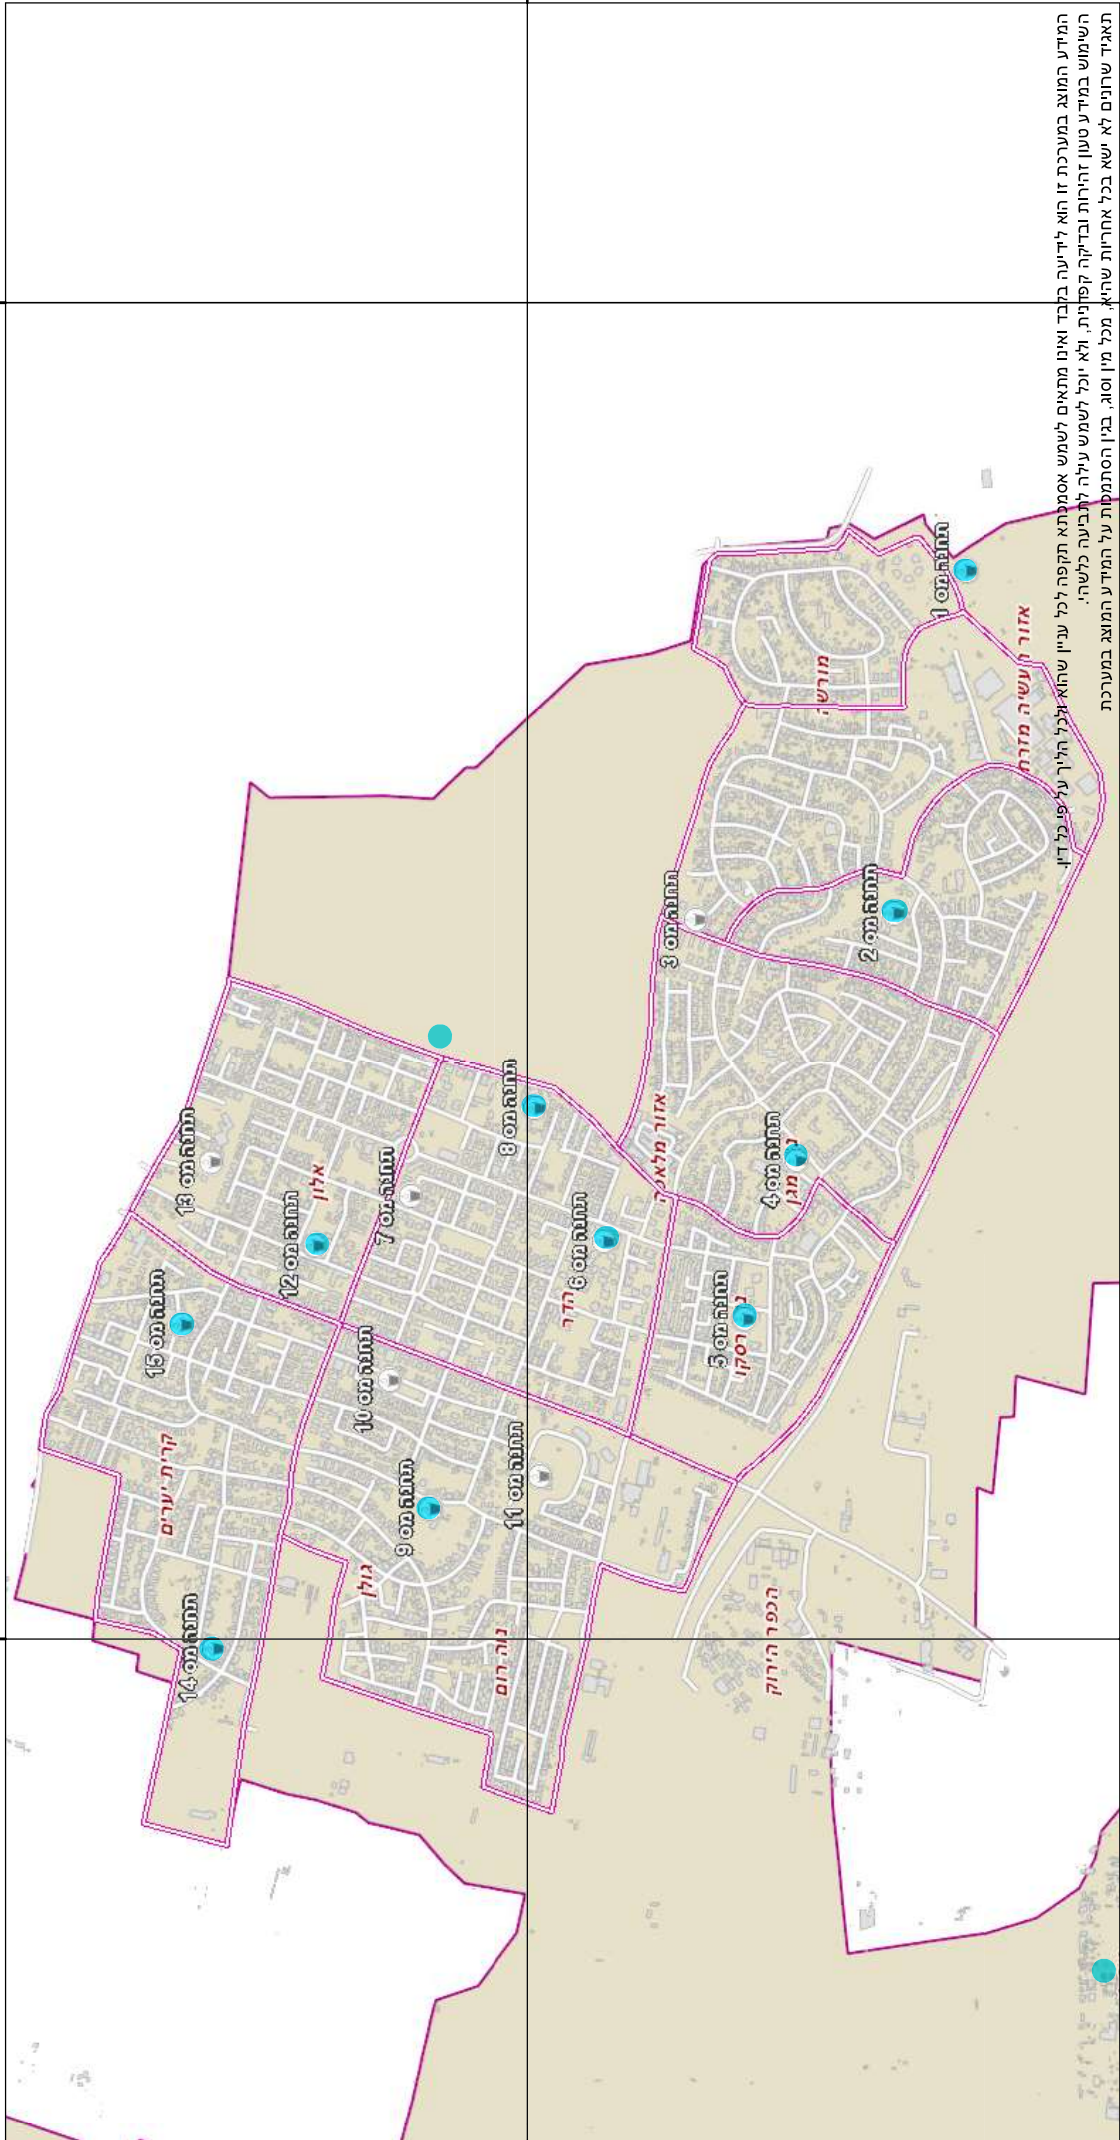 תאגיד שרונים לא ישא בכל אחריות שהיא, מכל מין וסוג, בגין הסתמכות על המידע המוצג במערכת
השימוש במידע טעון זהירות ובדיקה קפדנית, ולא יוכל לשמש עילה לתביעה כלשהי.
המידע המוצג במערכת זו הוא לידיעה בלבד ואינו מתאים לשמש אסמכתא תקפה לכל עניין שהוא ולכל הליך על פי כל דין.
תחנה מס 1
אזור תעשיה מזרח
מורשה
תחנה מס 2
תחנה מס 3
אזור מלאכה
תחנה מס 4
מגן
תחנה מס 5
רסקו
תחנה מס 6
הדר
תחנה מס 7
תחנה מס 8
תחנה מס 13
אלון
תחנה מס 12
תחנה מס 15
תחנה מס 10
תחנה מס 11
תחנה מס 9
גולן
קרית יערים
תחנה מס 14
נוה רום
הכפר הירוק